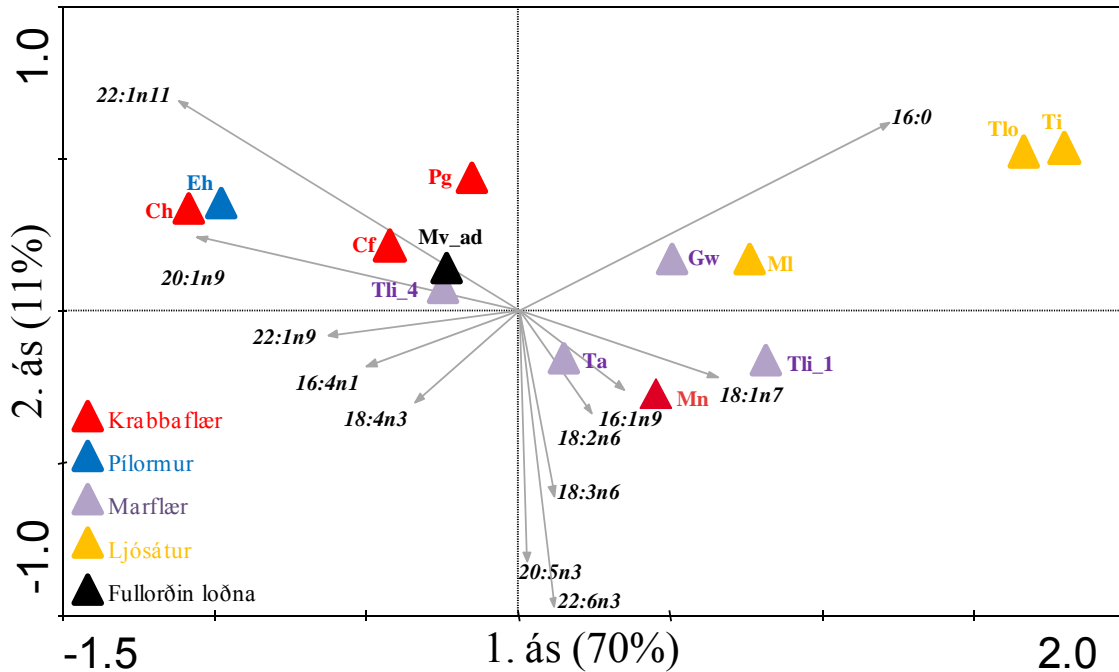 1.0
22:1n11
16:0
Tlo
Ti
Pg
Eh
Ch
Cf
Mv_ad
Gw
Ml
20:1n9
Tli_4
22:1n9
Ta
Tli_1
16:4n1
18:1n7
Mn
18:4n3
16:1n9
18:2n6
2. ás (11%)
Krabbaflær
Pílormur
18:3n6
Marflær
Ljósátur
20:5n3
Fullorðin loðna
22:6n3
-1.0
-1.5
1. ás (70%)
2.0